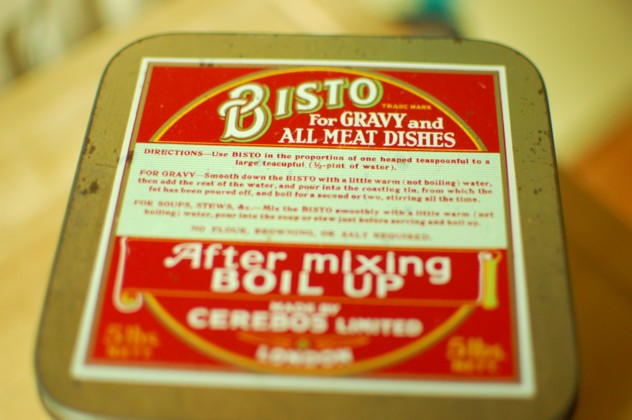 BISTO
TRADE MARK
For GRAVY and
ALL MEAT DISHES
DIRECTIONS—Use BISTO in the proportion of one heaped teaspoonful to a
large teacupful (½-pint of water).
FOR GRAVY—Smooth down the BISTO with a little warm (not boiling) water,
then add the rest of the water, and pour into the roasting tin, from which the
fat has been poured off, and boil for a second or two, stirring all the time.
FOR SOUPS, STEWS, &c.—Mix the BISTO smoothly with a little warm (not
boiling) water, pour into the soup or stew just before serving and boil up.
NO FLOUR, BROWNING, OR SALT REQUIRED.
After mixing
BOIL UP
MADE BY
CEREBOS LIMITED
LONDON
5 lbs. NETT
5 lbs. NETT